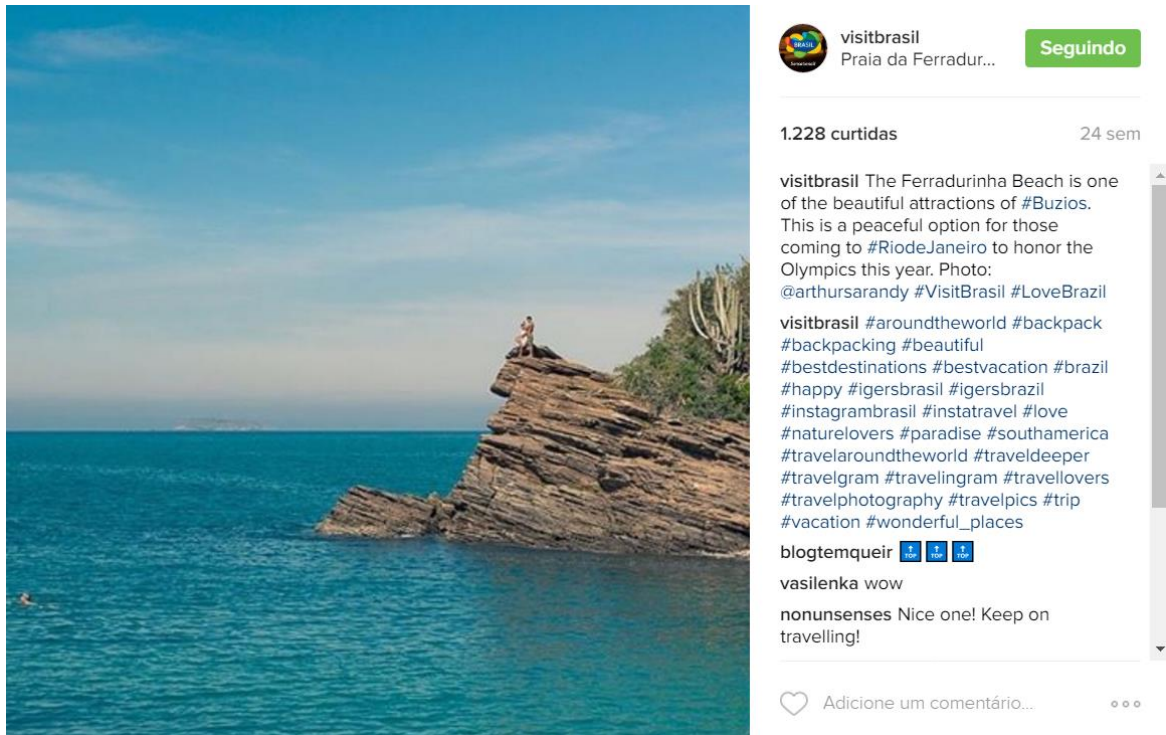 visitbrasil
Praia da Ferradur...
Seguindo
BRASIL
1.228 curtidas
24 sem
visitbrasil The Ferradurinha Beach is one
of the beautiful attractions of #Buzios.
This is a peaceful option for those
coming to #RiodeJaneiro to honor the
Olympics this year. Photo:
@arthursarandy #VisitBrasil #LoveBrazil
visitbrasil #aroundtheworld #backpack
#backpacking #beautiful
#bestdestinations #bestvacation #brazil
#happy #igersbrasil #igersbrazil
#instagrambrasil #instatravel #love
#naturelovers #paradise #southamerica
#travelaroundtheworld #traveldeeper
#travelgram #travelingram #travellovers
#travelphotography #travelpics #trip
#vacation #wonderful_places
blogtemqueir TOP TOP TOP
vasilenka wow
nonunsenses Nice one! Keep on
travelling!
Adicione um comentário...